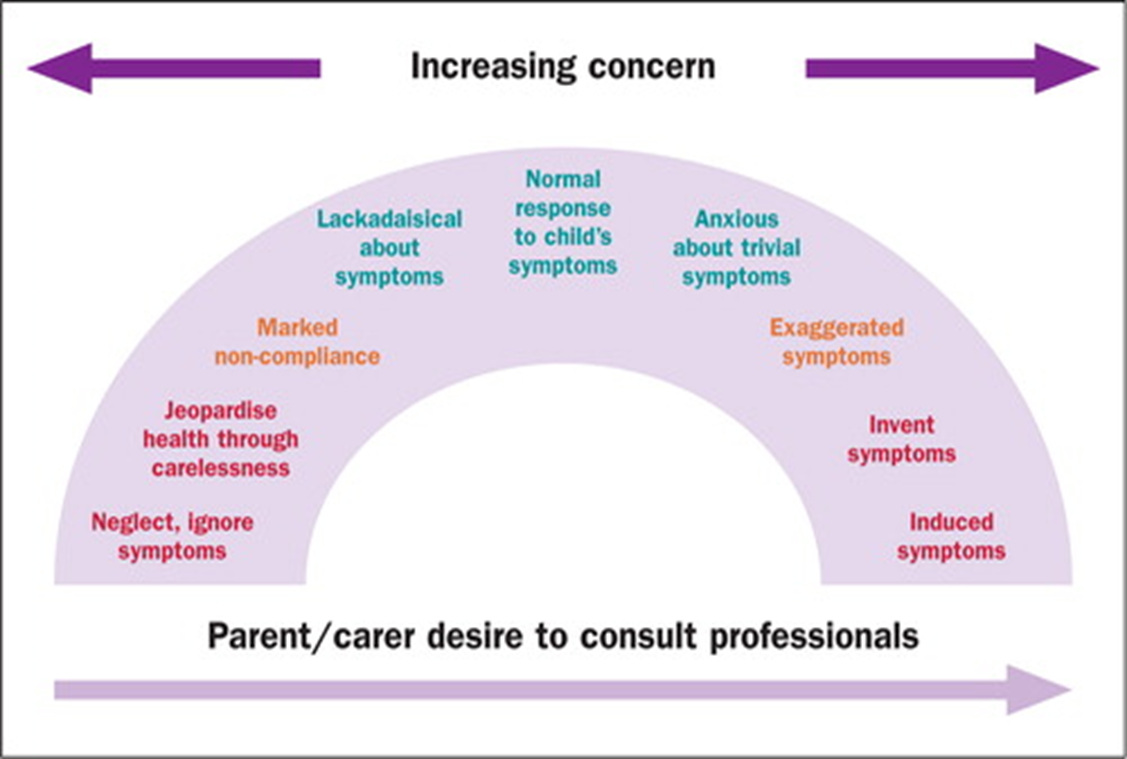 Increasing concern
Normal
response
to child's
symptoms
Lackadaisical
about
symptoms
Anxious
about trivial
symptoms
Marked
non-compliance
Exaggerated
symptoms
Jeopardise
health through
carelessness
Invent
symptoms
Neglect, ignore
symptoms
Induced
symptoms
Parent/carer desire to consult professionals